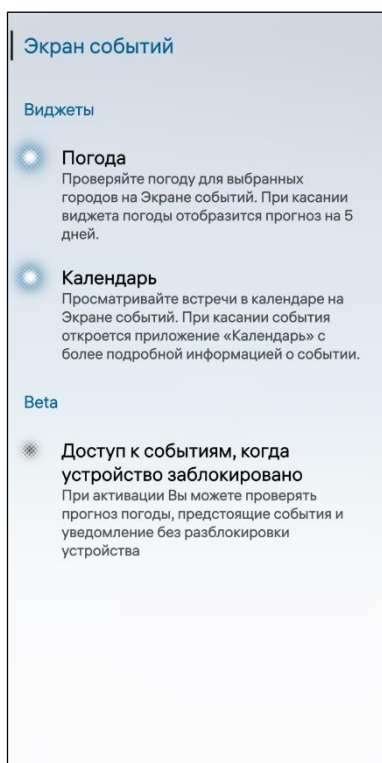 Экран событий
Виджеты
Погода
Проверяйте погоду для выбранных
городов на Экране событий. При касании
виджета погоды отобразится прогноз на 5
дней.
Календарь
Просматривайте встречи в календаре на
Экране событий. При касании события
откроется приложение «Календарь» с
более подробной информацией о событии.
Beta
Доступ к событиям, когда
устройство заблокировано
При активации Вы можете проверять
прогноз погоды, предстоящие события и
уведомление без разблокировки
устройства